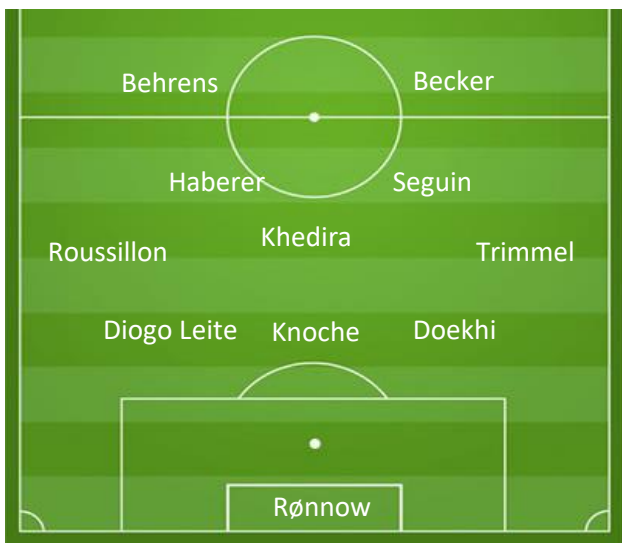 Behrens
Becker
Haberer
Seguin
Khedira
Roussillon
Trimmel
Diogo Leite
Knoche
Doekhi
Rønnow